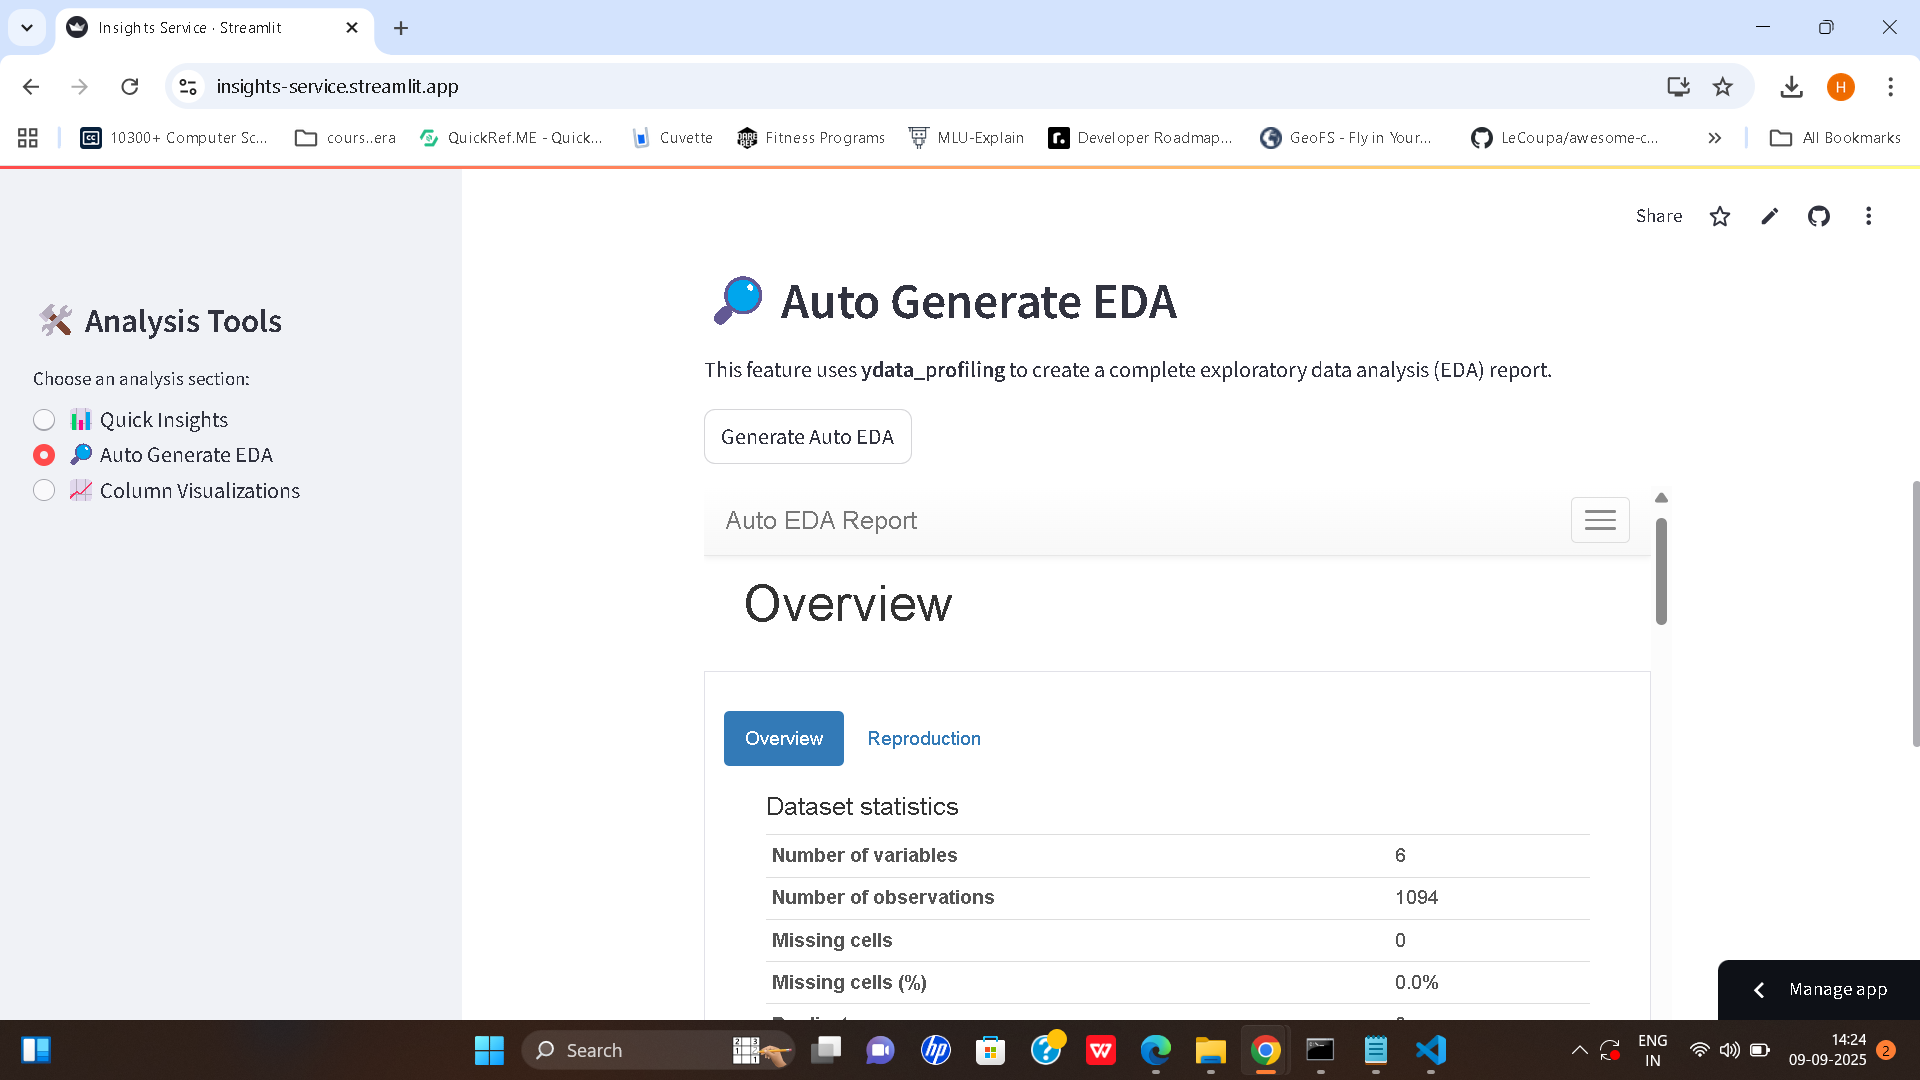 Insights Service · Streamlit
insights-service.streamlit.app
H
10300+ Computer Sc...
cours..era
QuickRef.ME - Quick...
Cuvette
Fitness Programs
MLU-Explain
Developer Roadmap...
GeoFS - Fly in Your...
LeCoupa/awesome-c...
All Bookmarks
Share
🛠️ Analysis Tools
Choose an analysis section:
📊 Quick Insights
🔎 Auto Generate EDA
📈 Column Visualizations
🔎 Auto Generate EDA
This feature uses ydata_profiling to create a complete exploratory data analysis (EDA) report.
Generate Auto EDA
Auto EDA Report
Overview
Overview Reproduction
Dataset statistics
Number of variables 6
Number of observations 1094
Missing cells 0
Missing cells (%) 0.0%
Manage app
Search
ENG
IN
14:24
09-09-2025
2